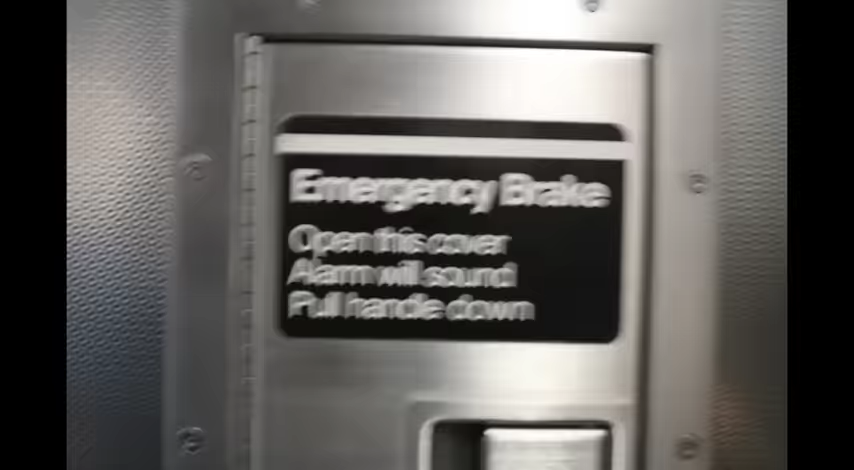 Emergency Brake
Open this cover
Alarm will sound
Pull handle down